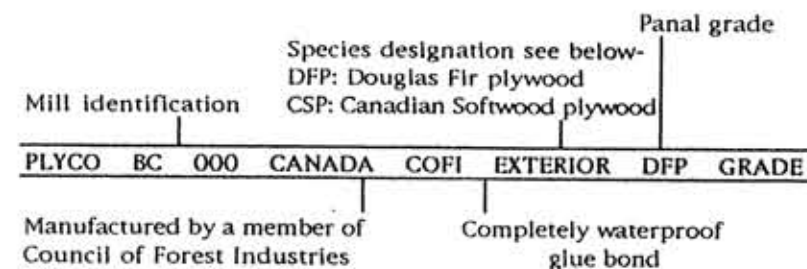 Panal grade
Species designation see below-
DFP: Douglas Fir plywood
Mill identification CSP: Canadian Softwood plywood
PLYCO BC 000 CANADA COFI EXTERIOR DFP GRADE
Manufactured by a member of Completely waterproof
Council of Forest Industries glue bond